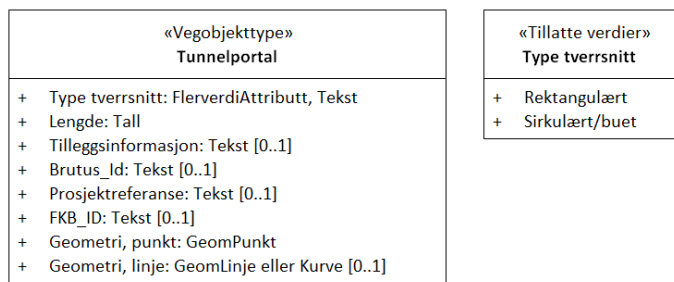 «Vegobjekttype»
Tunnelportal
+ Type tverrsnitt: FlerverdiAttributt, Tekst
+ Lengde: Tall
+ Tilleggsinformasjon: Tekst [0..1]
+ Brutus_Id: Tekst [0..1]
+ Prosjektreferanse: Tekst [0..1]
+ FKB_ID: Tekst [0..1]
+ Geometri, punkt: GeomPunkt
+ Geometri, linje: GeomLinje eller Kurve [0..1]
«Tillatte verdier»
Type tverrsnitt
+ Rektangulært
+ Sirkulært/buet